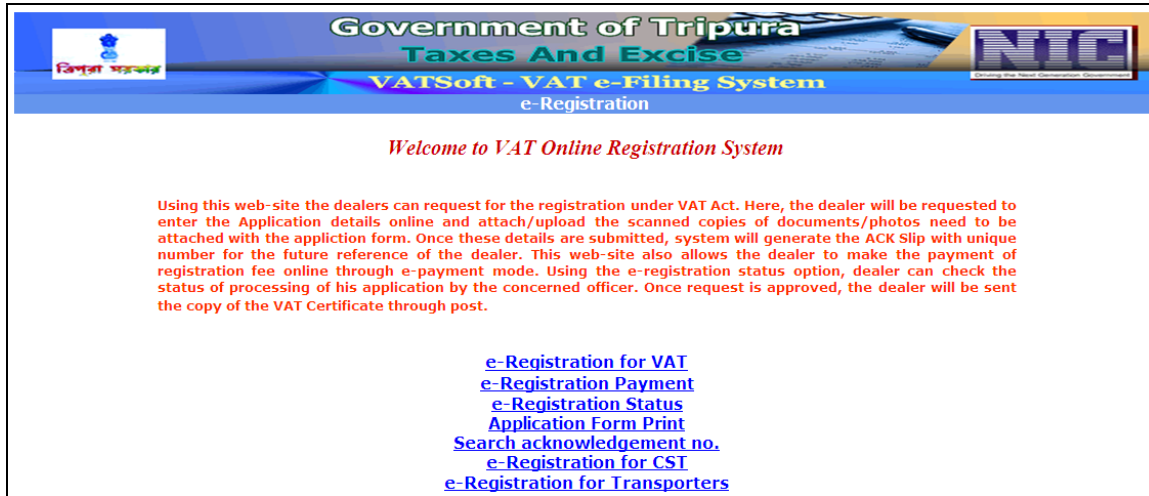 Government of Tripura
Taxes And Excise
ত্রিপুরা সরকার
NIC
Driving the Next Generation Government
VATSoft - VAT e-Filing System
e-Registration
Welcome to VAT Online Registration System
Using this web-site the dealers can request for the registration under VAT Act. Here, the dealer will be requested to
enter the Application details online and attach/upload the scanned copies of documents/photos need to be
attached with the appliction form. Once these details are submitted, system will generate the ACK Slip with unique
number for the future reference of the dealer. This web-site also allows the dealer to make the payment of
registration fee online through e-payment mode. Using the e-registration status option, dealer can check the
status of processing of his application by the concerned officer. Once request is approved, the dealer will be sent
the copy of the VAT Certificate through post.
e-Registration for VAT
e-Registration Payment
e-Registration Status
Application Form Print
Search acknowledgement no.
e-Registration for CST
e-Registration for Transporters